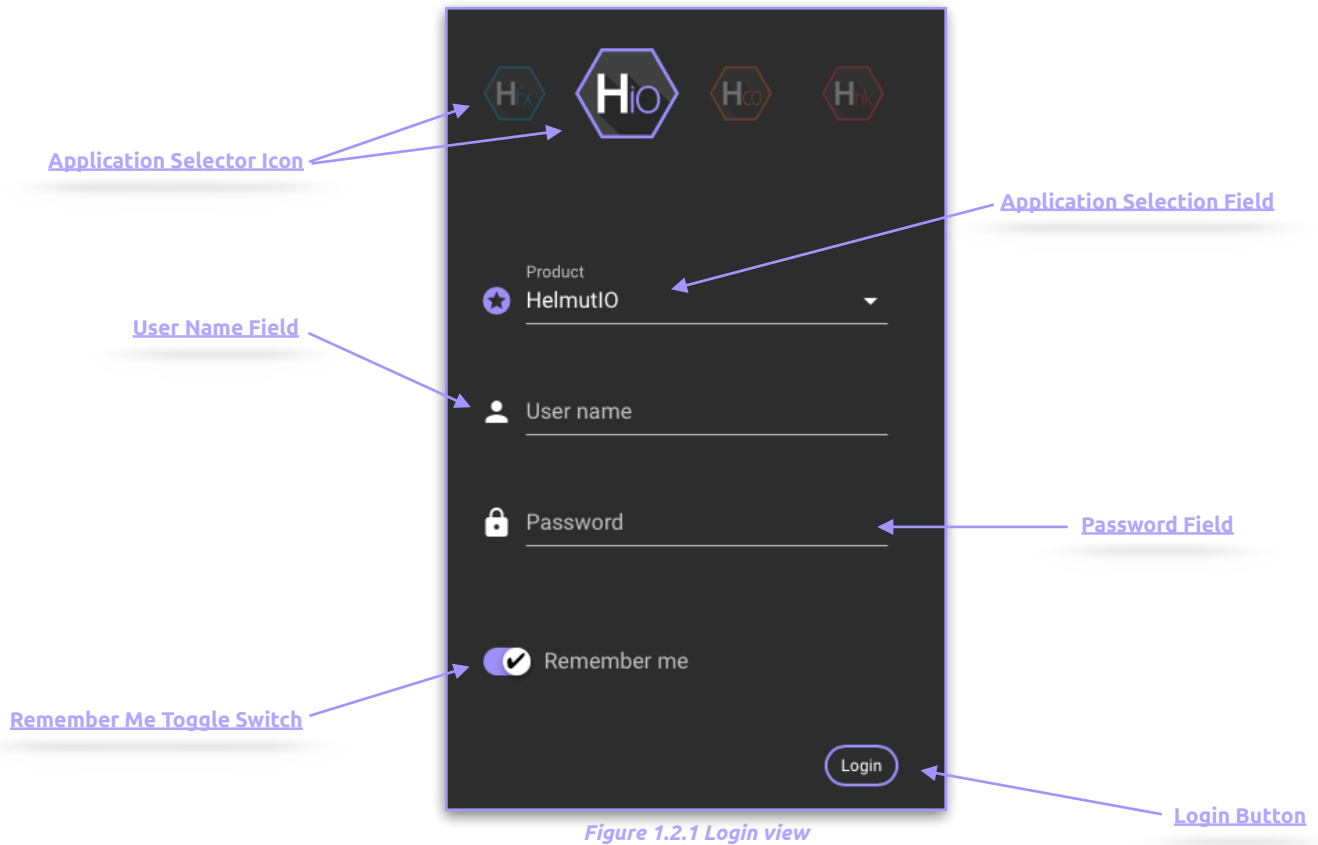 Hfx
HiO
Hco
Hhk
Application Selector Icon
Application Selection Field
Product
HelmutIO
User Name Field
User name
Password
Password Field
Remember me
Remember Me Toggle Switch
Login
Login Button
Figure 1.2.1 Login view